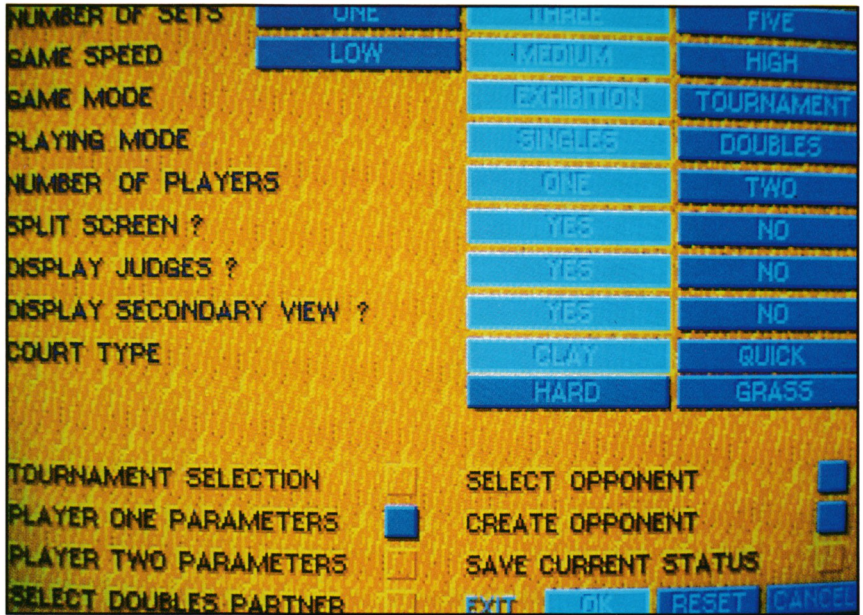 NUMBER OF SETS ONE THREE FIVE
GAME SPEED LOW MEDIUM HIGH
GAME MODE EXHIBITION TOURNAMENT
PLAYING MODE SINGLES DOUBLES
NUMBER OF PLAYERS ONE TWO
SPLIT SCREEN ? YES NO
DISPLAY JUDGES ? YES NO
DISPLAY SECONDARY VIEW ? YES NO
COURT TYPE CLAY QUICK
HARD GRASS
TOURNAMENT SELECTION SELECT OPPONENT
PLAYER ONE PARAMETERS CREATE OPPONENT
PLAYER TWO PARAMETERS SAVE CURRENT STATUS
SELECT DOUBLES PARTNER EXIT OK RESET CANCEL